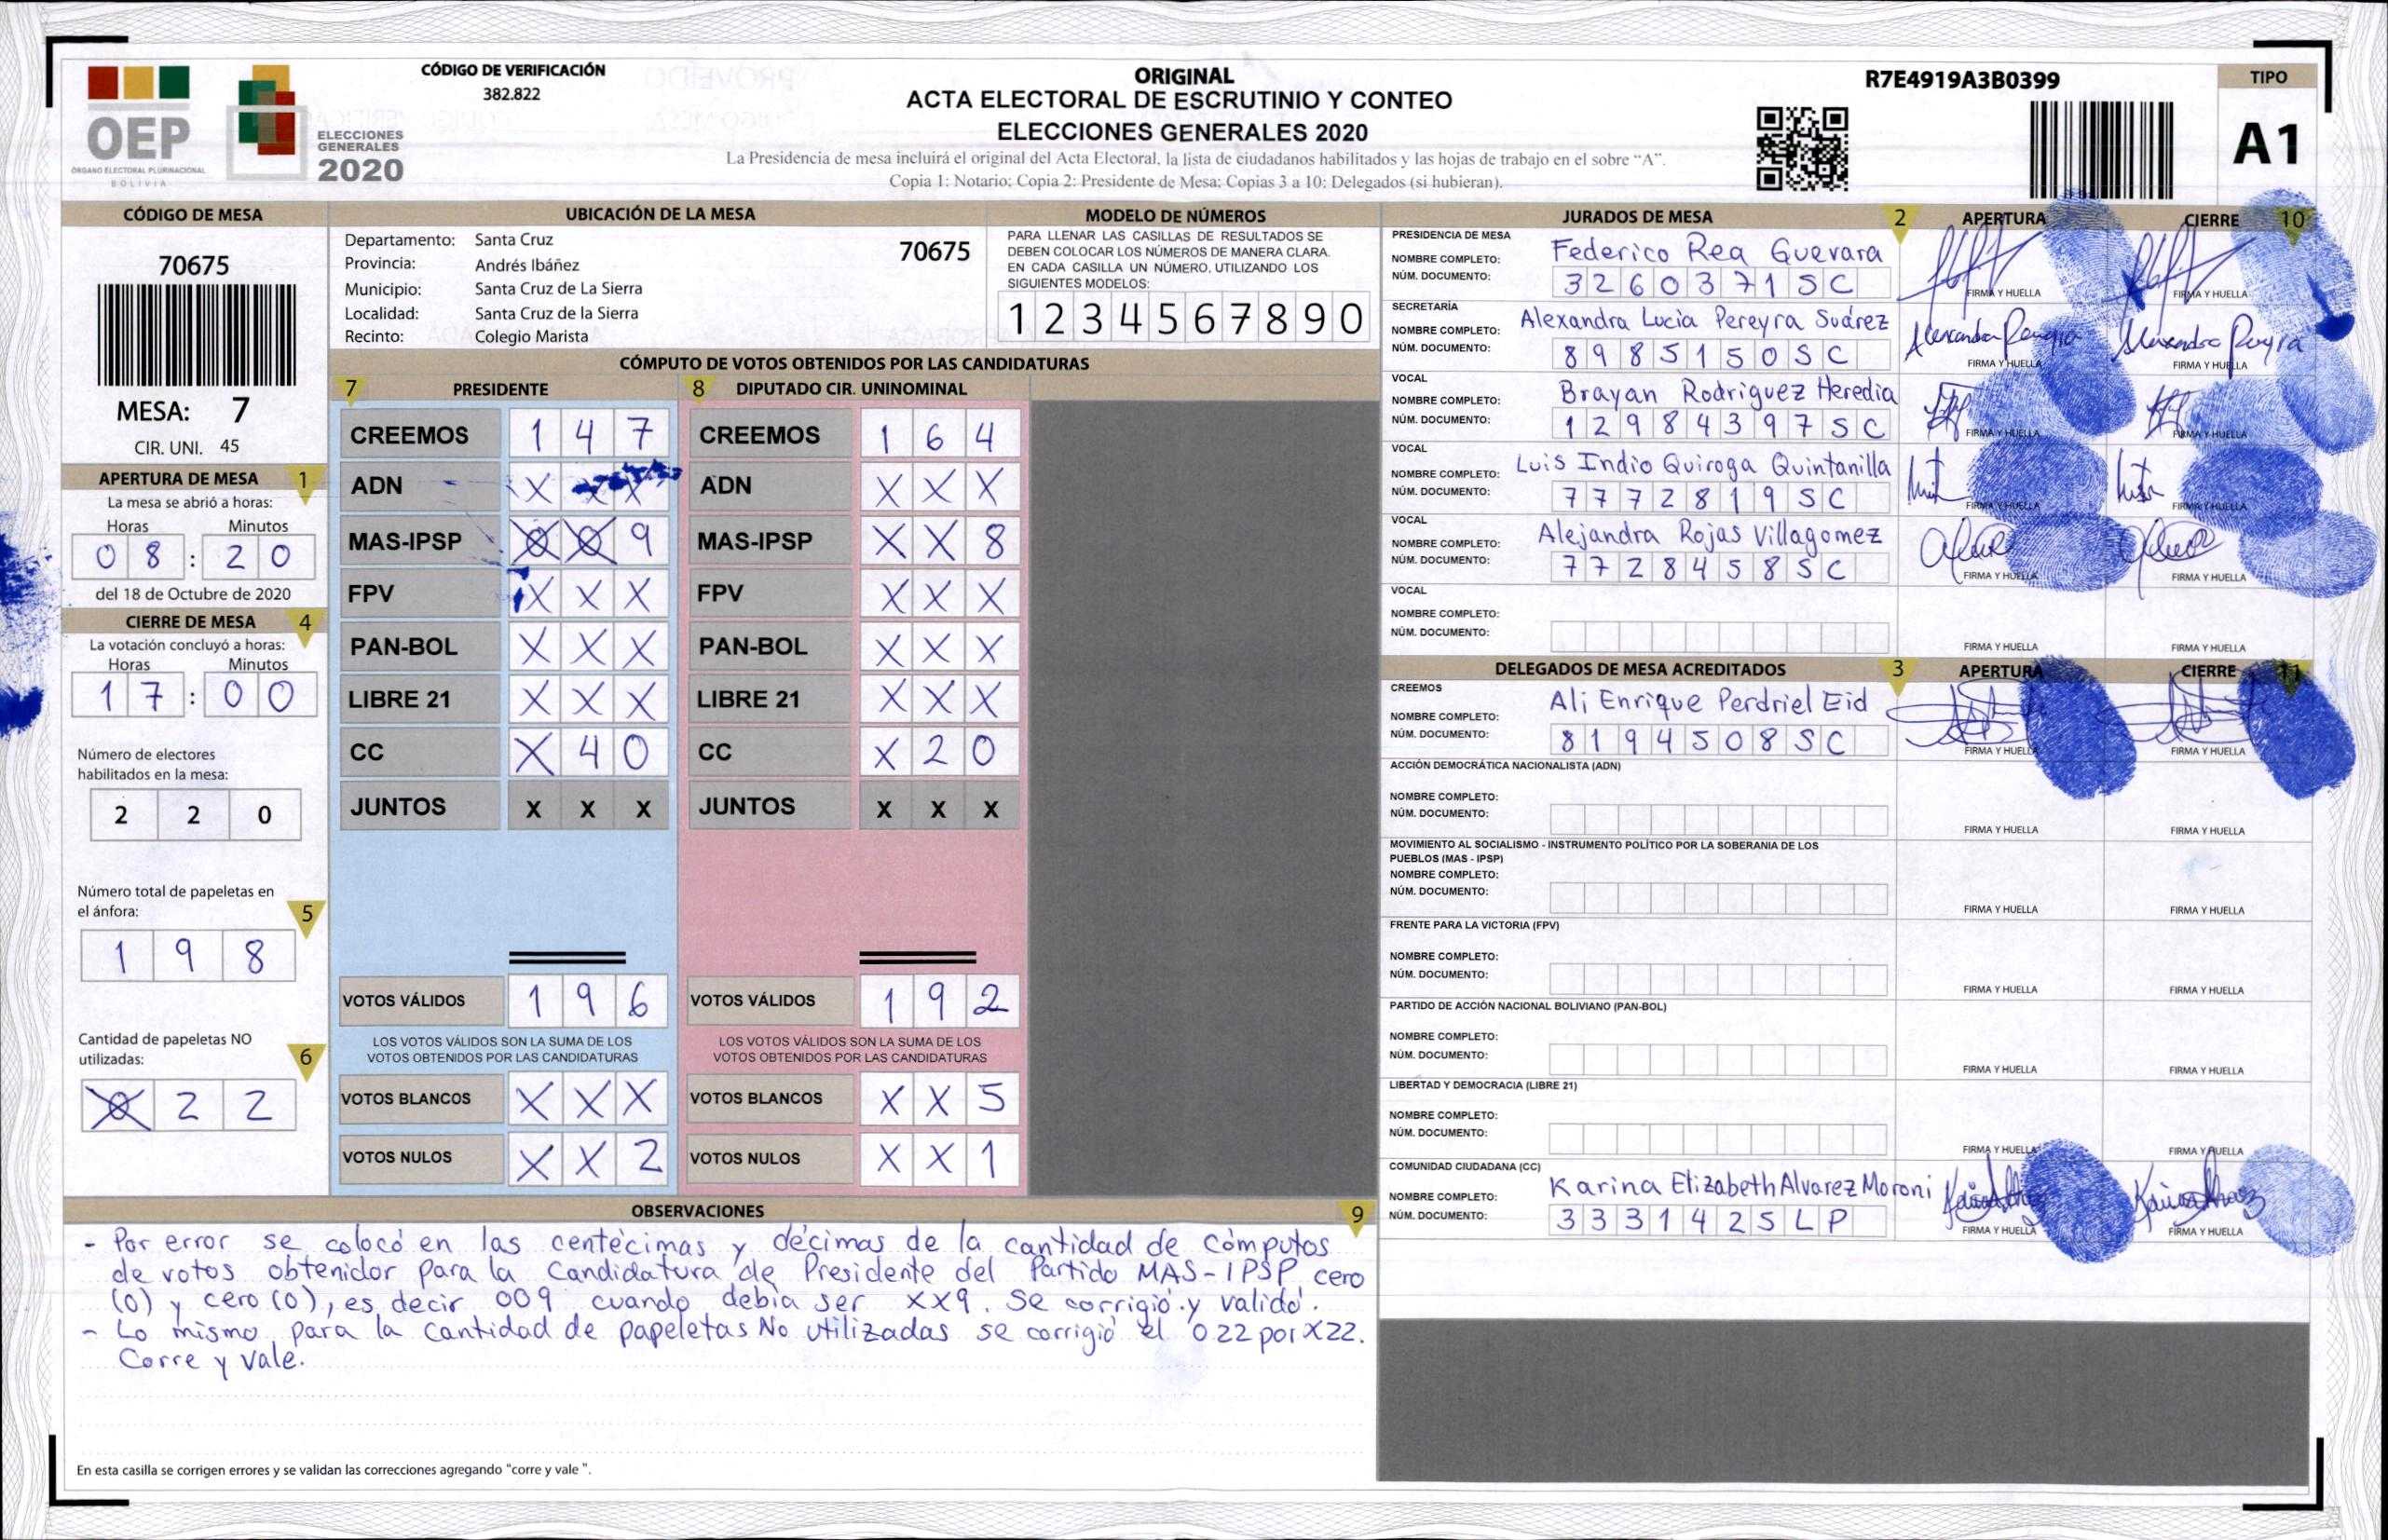 OEP
ÓRGANO ELECTORAL PLURINACIONAL
BOLIVIA
ELECCIONES
GENERALES
2020
CÓDIGO DE VERIFICACIÓN
382.822
ORIGINAL
ACTA ELECTORAL DE ESCRUTINIO Y CONTEO
ELECCIONES GENERALES 2020
La Presidencia de mesa incluirá el original del Acta Electoral, la lista de ciudadanos habilitados y las hojas de trabajo en el sobre “A”.
Copia 1: Notario; Copia 2: Presidente de Mesa; Copias 3 a 10: Delegados (si hubieran).
R7E4919A3B0399
TIPO
A1
CÓDIGO DE MESA
70675
MESA: 7
CIR. UNI. 45
APERTURA DE MESA 1
La mesa se abrió a horas:
Horas Minutos
0 8 : 2 0
del 18 de Octubre de 2020
CIERRE DE MESA 4
La votación concluyó a horas:
Horas Minutos
1 7 : 0 0
Número de electores
habilitados en la mesa:
2 2 0
Número total de papeletas en
el ánfora: 5
1 9 8
Cantidad de papeletas NO
utilizadas: 6
X 2 2
UBICACIÓN DE LA MESA
Departamento: Santa Cruz 70675
Provincia: Andrés Ibáñez
Municipio: Santa Cruz de La Sierra
Localidad: Santa Cruz de la Sierra
Recinto: Colegio Marista
MODELO DE NÚMEROS
PARA LLENAR LAS CASILLAS DE RESULTADOS SE
DEBEN COLOCAR LOS NÚMEROS DE MANERA CLARA.
EN CADA CASILLA UN NÚMERO, UTILIZANDO LOS
SIGUIENTES MODELOS:
1 2 3 4 5 6 7 8 9 0
CÓMPUTO DE VOTOS OBTENIDOS POR LAS CANDIDATURAS
7 PRESIDENTE 8 DIPUTADO CIR. UNINOMINAL
CREEMOS 1 4 7 CREEMOS 1 6 4
ADN X X X ADN X X X
MAS-IPSP X X 9 MAS-IPSP X X 8
FPV X X X FPV X X X
PAN-BOL X X X PAN-BOL X X X
LIBRE 21 X X X LIBRE 21 X X X
CC X 4 0 CC X 2 0
JUNTOS X X X JUNTOS X X X
VOTOS VÁLIDOS 1 9 6 VOTOS VÁLIDOS 1 9 2
LOS VOTOS VÁLIDOS SON LA SUMA DE LOS LOS VOTOS VÁLIDOS SON LA SUMA DE LOS
VOTOS OBTENIDOS POR LAS CANDIDATURAS VOTOS OBTENIDOS POR LAS CANDIDATURAS
VOTOS BLANCOS X X X VOTOS BLANCOS X X 5
VOTOS NULOS X X 2 VOTOS NULOS X X 1
OBSERVACIONES 9
- Por error se colocó en las centécimas y décimas de la cantidad de cómputos
de votos obtenidor para la candidatura de Presidente del Partido MAS-IPSP cero
(0) y cero (0), es decir 009 cuando debía ser XX9. Se corrigió y validó.
- Lo mismo para la cantidad de papeletas No utilizadas se corrigió el 022 por X22.
Corre y vale.
En esta casilla se corrigen errores y se validan las correcciones agregando "corre y vale ".
JURADOS DE MESA 2 APERTURA CIERRE 10
PRESIDENCIA DE MESA
NOMBRE COMPLETO: Federico Rea Guevara
NÚM. DOCUMENTO: 3260371SC
FIRMA Y HUELLA FIRMA Y HUELLA
SECRETARÍA
NOMBRE COMPLETO: Alexandra Lucia Pereyra Suárez
NÚM. DOCUMENTO: 8985150SC
FIRMA Y HUELLA FIRMA Y HUELLA
VOCAL
NOMBRE COMPLETO: Brayan Rodriguez Heredia
NÚM. DOCUMENTO: 12984397SC
FIRMA Y HUELLA FIRMA Y HUELLA
VOCAL
NOMBRE COMPLETO: Luis Indio Quiroga Quintanilla
NÚM. DOCUMENTO: 7772819SC
FIRMA Y HUELLA FIRMA Y HUELLA
VOCAL
NOMBRE COMPLETO: Alejandra Rojas Villagomez
NÚM. DOCUMENTO: 7728458SC
FIRMA Y HUELLA FIRMA Y HUELLA
VOCAL
NOMBRE COMPLETO:
NÚM. DOCUMENTO:
FIRMA Y HUELLA FIRMA Y HUELLA
DELEGADOS DE MESA ACREDITADOS 3 APERTURA CIERRE 11
CREEMOS
NOMBRE COMPLETO: Ali Enrique Perdriel Eid
NÚM. DOCUMENTO: 8194508SC
FIRMA Y HUELLA FIRMA Y HUELLA
ACCIÓN DEMOCRÁTICA NACIONALISTA (ADN)
NOMBRE COMPLETO:
NÚM. DOCUMENTO:
FIRMA Y HUELLA FIRMA Y HUELLA
MOVIMIENTO AL SOCIALISMO - INSTRUMENTO POLÍTICO POR LA SOBERANIA DE LOS
PUEBLOS (MAS - IPSP)
NOMBRE COMPLETO:
NÚM. DOCUMENTO:
FIRMA Y HUELLA FIRMA Y HUELLA
FRENTE PARA LA VICTORIA (FPV)
NOMBRE COMPLETO:
NÚM. DOCUMENTO:
FIRMA Y HUELLA FIRMA Y HUELLA
PARTIDO DE ACCIÓN NACIONAL BOLIVIANO (PAN-BOL)
NOMBRE COMPLETO:
NÚM. DOCUMENTO:
FIRMA Y HUELLA FIRMA Y HUELLA
LIBERTAD Y DEMOCRACIA (LIBRE 21)
NOMBRE COMPLETO:
NÚM. DOCUMENTO:
FIRMA Y HUELLA FIRMA Y HUELLA
COMUNIDAD CIUDADANA (CC)
NOMBRE COMPLETO: Karina Elizabeth Alvarez Moroni
NÚM. DOCUMENTO: 3331425LP
FIRMA Y HUELLA FIRMA Y HUELLA